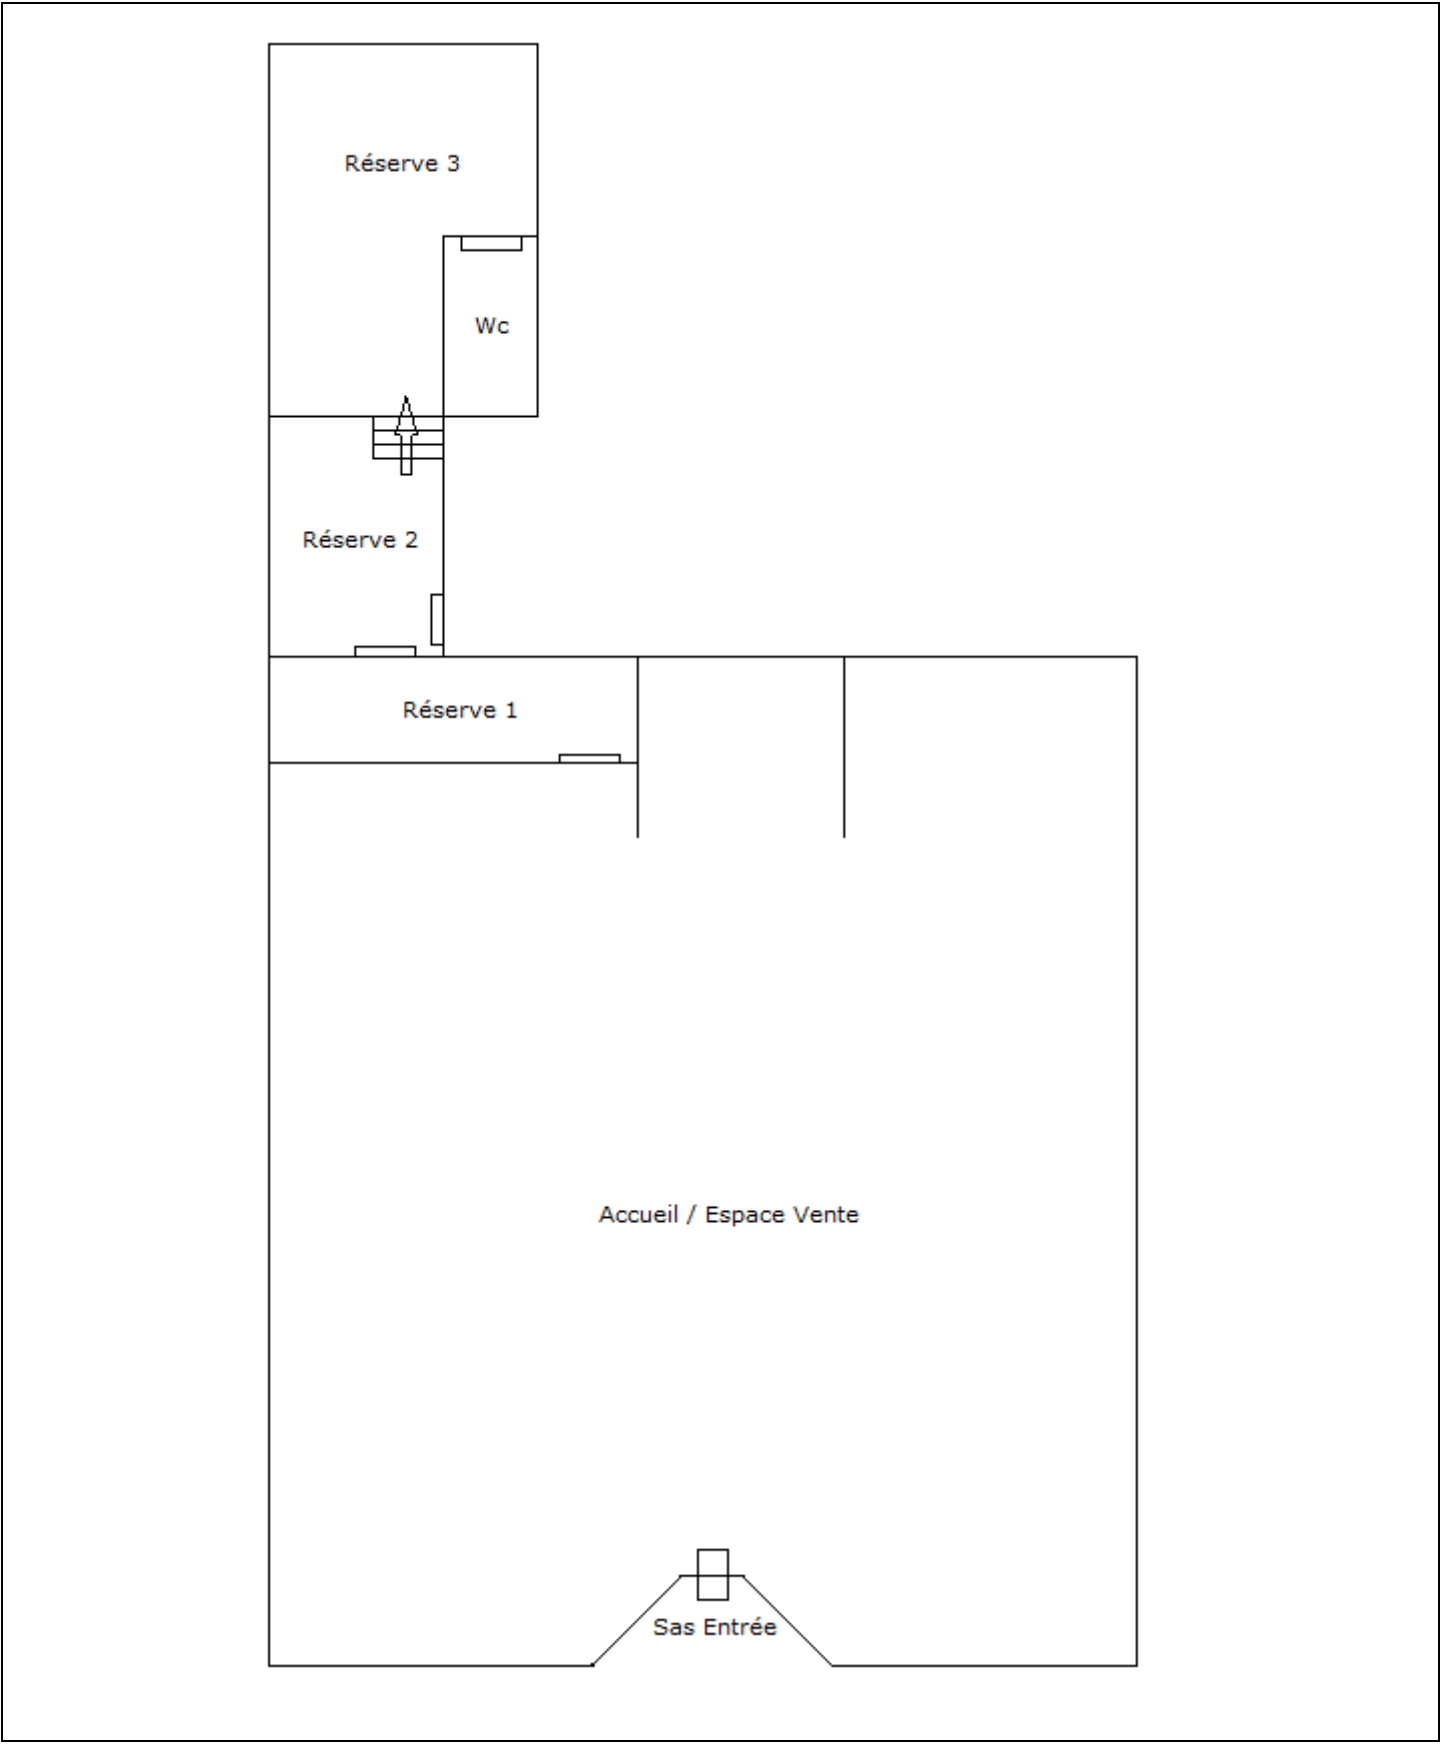 Réserve 3
Wc
Réserve 2
Réserve 1
Accueil / Espace Vente
Sas Entrée